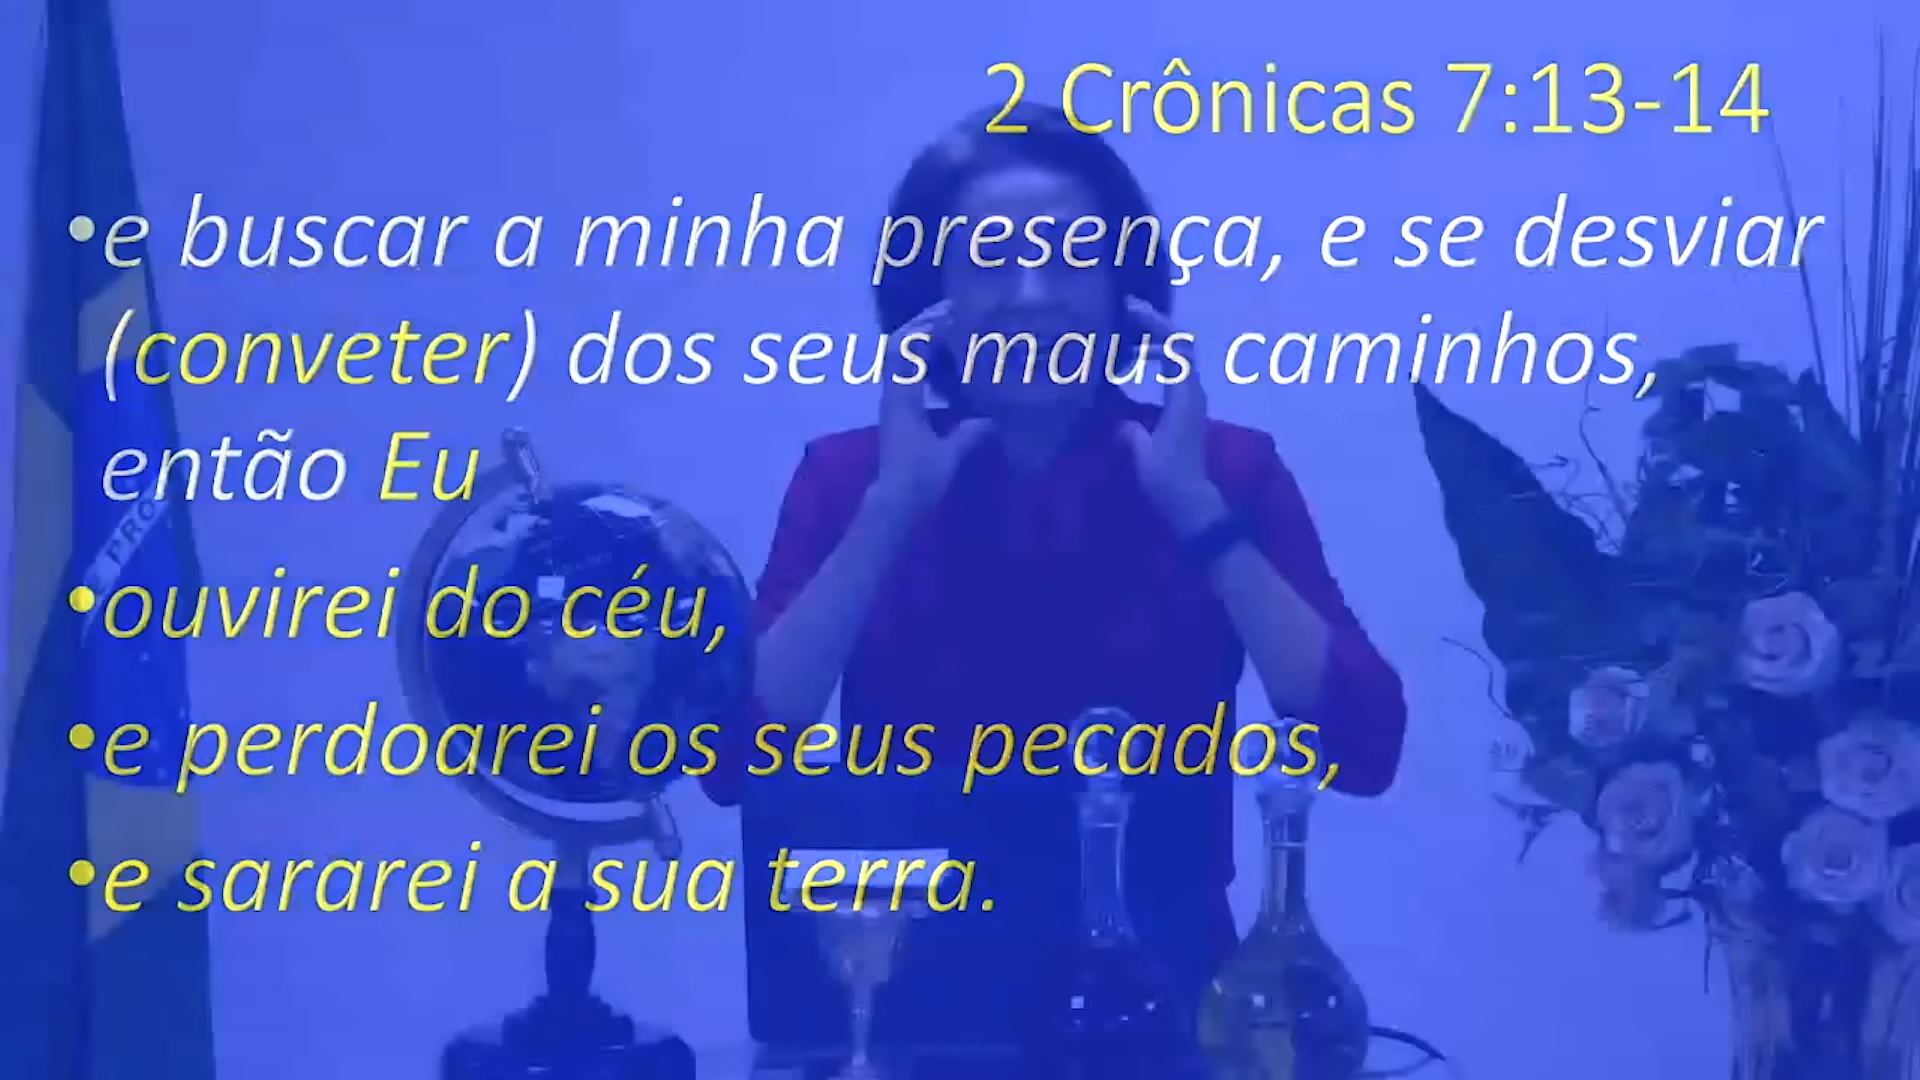 2 Crônicas 7:13-14
•e buscar a minha presença, e se desviar
(conveter) dos seus maus caminhos,
então Eu
•ouvirei do céu,
•e perdoarei os seus pecados,
•e sararei a sua terra.
E PRO